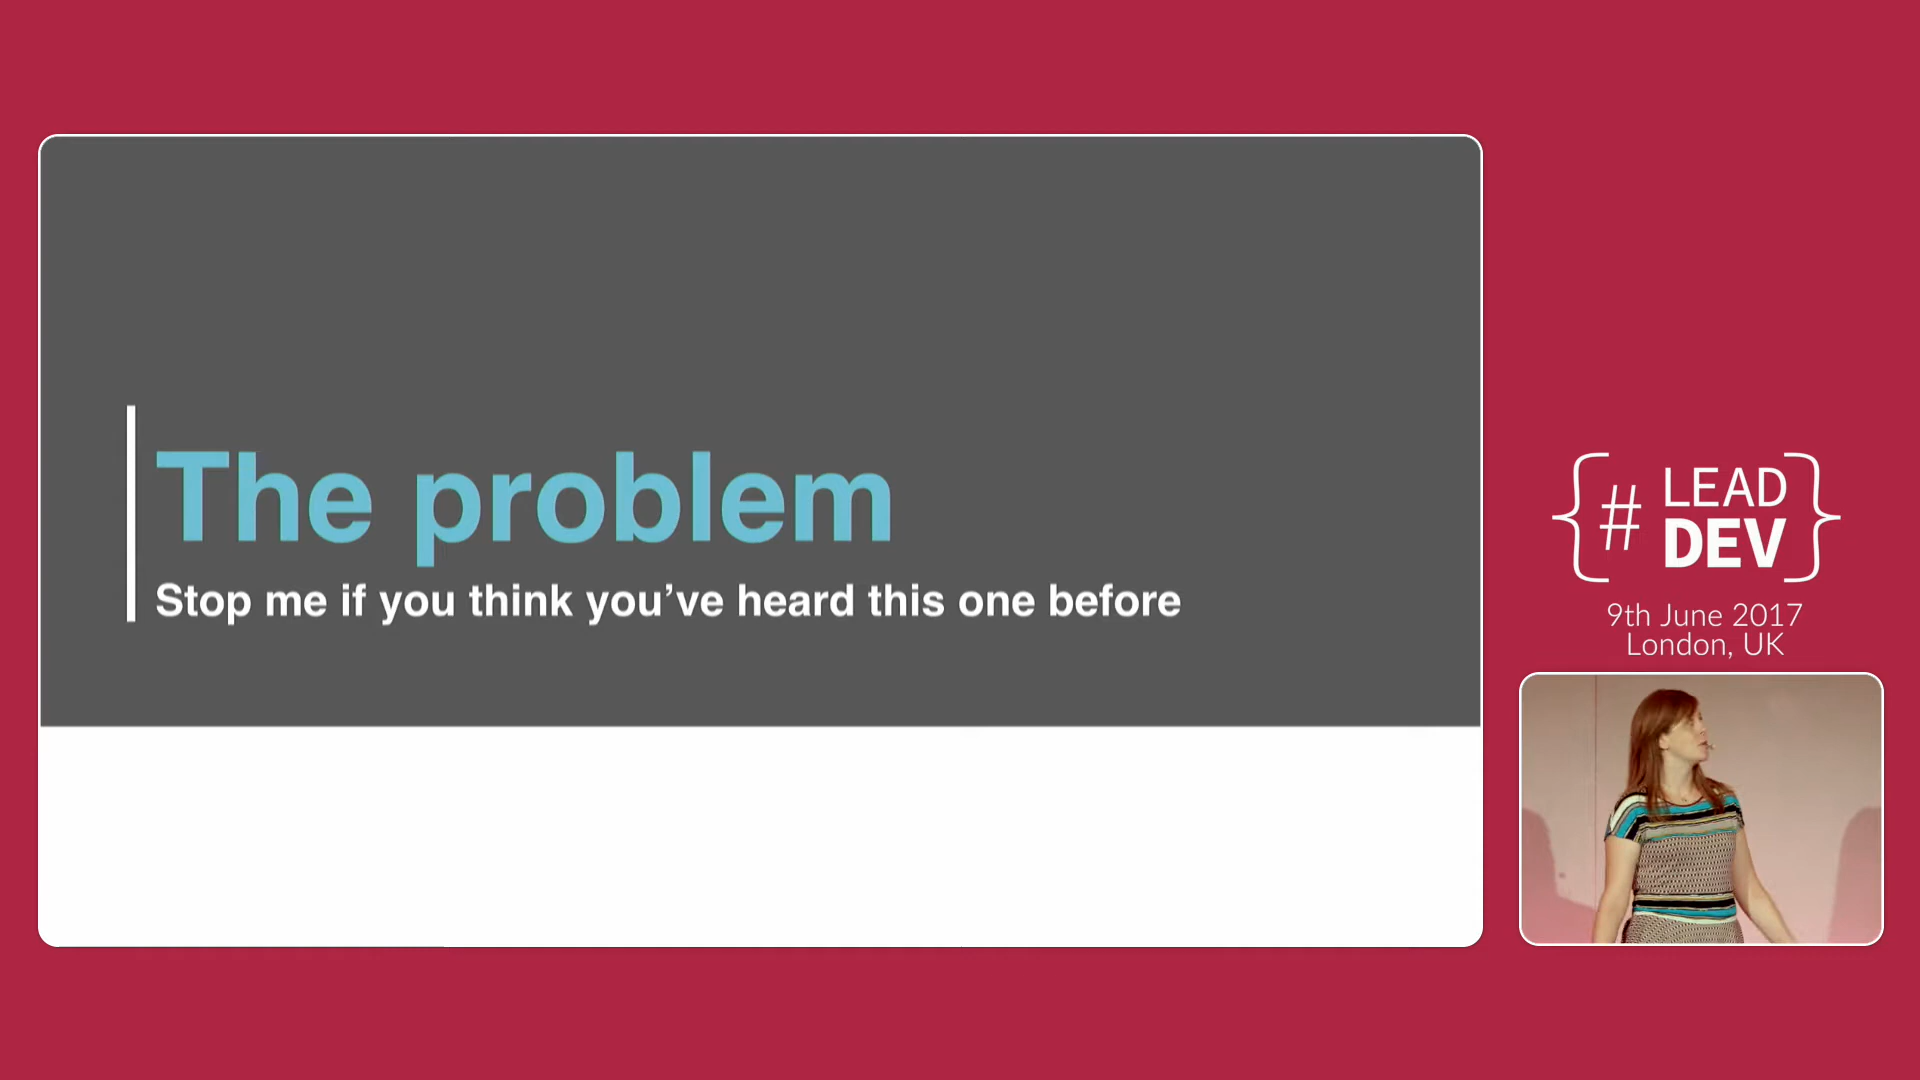 The problem
Stop me if you think you've heard this one before
{# LEAD
DEV}
9th June 2017
London, UK